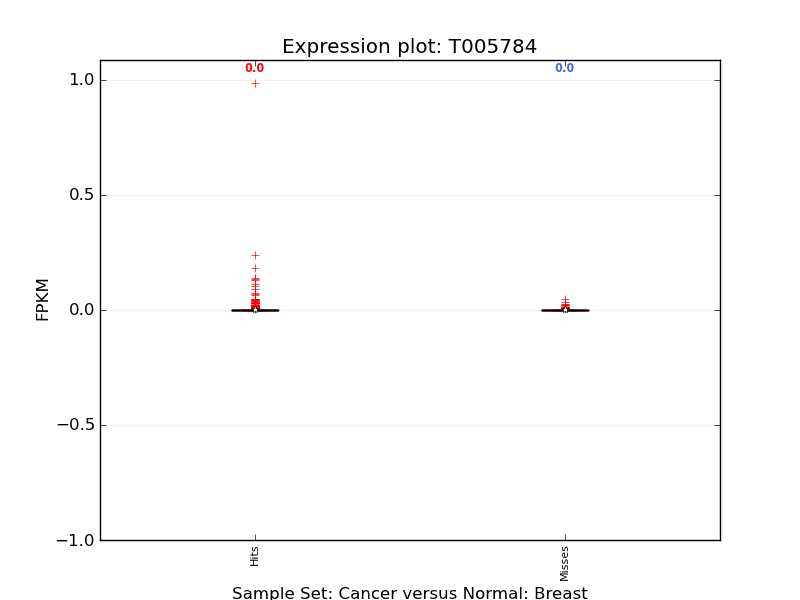 Expression plot: T005784
0.0 0.0
1.0
0.5
0.0
−0.5
−1.0
FPKM
Hits Misses
Sample Set: Cancer versus Normal: Breast